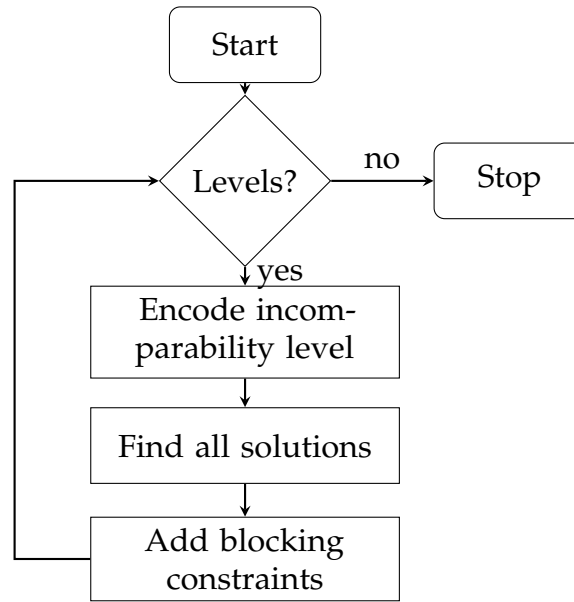 Start
Levels?
no
Stop
yes
Encode incom-
parability level
Find all solutions
Add blocking
constraints